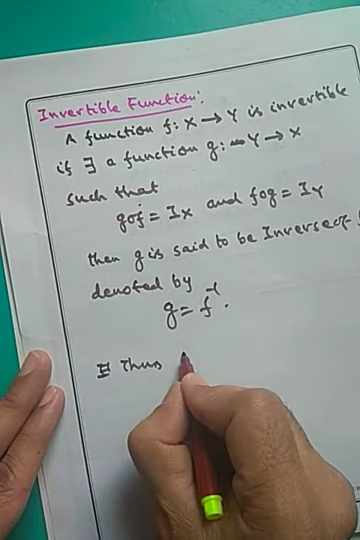 Invertible Function:
A function f: X → Y is invertible
if ∃ a function g: Y → X
such that
gof = Ix and fog = Iy
then g is said to be Inverse of f
denoted by
g = f⁻¹.
Thus